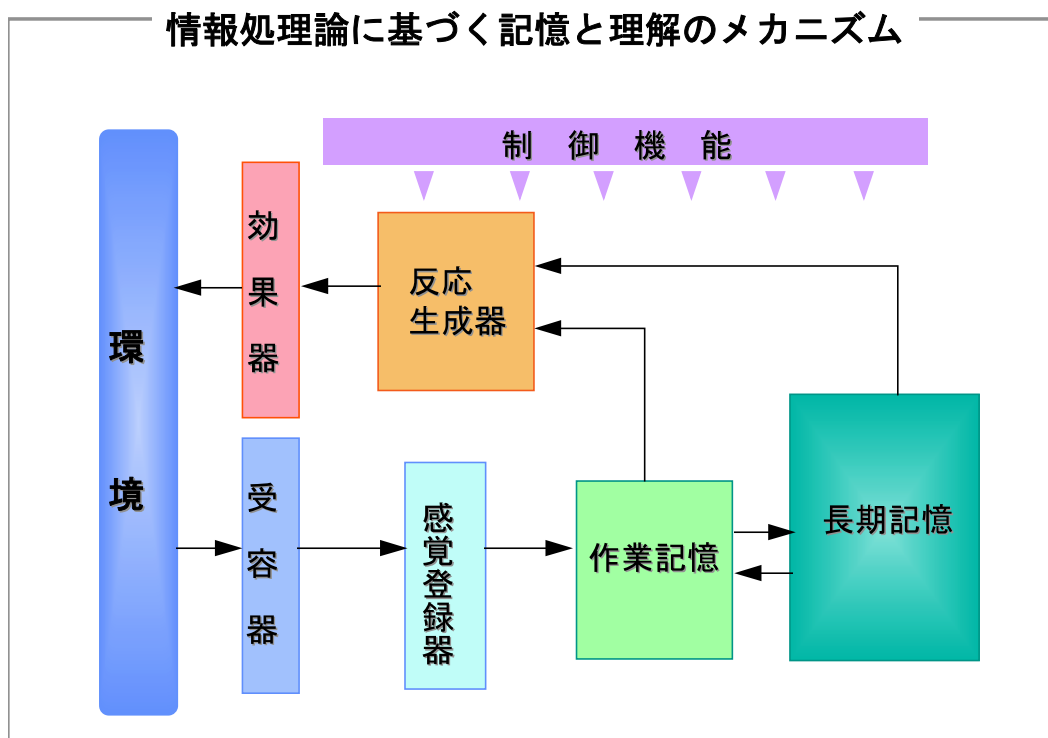 情報処理論に基づく記憶と理解のメカニズム
制御機能
効果器
反応
生成器
環境
受容器
感覚登録器
作業記憶
長期記憶